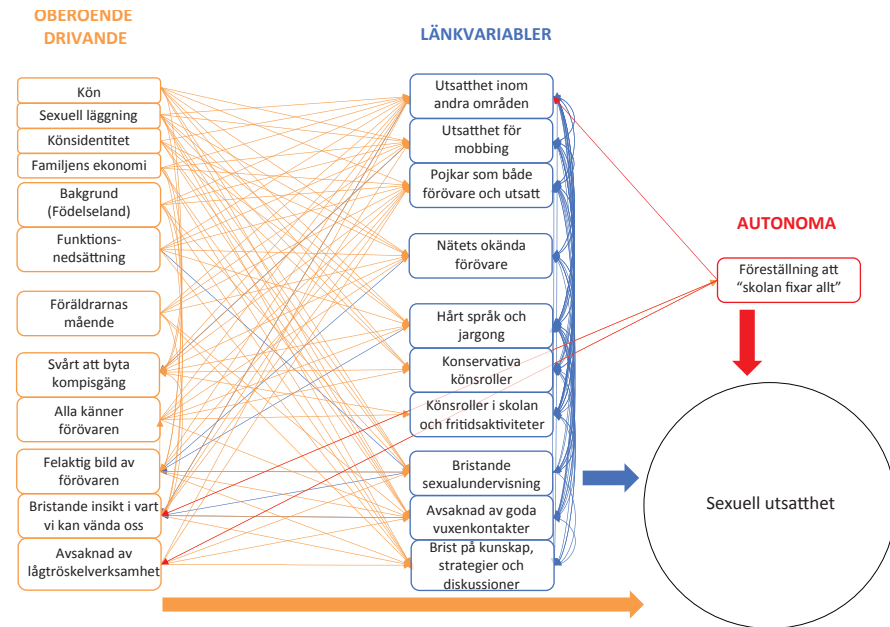 OBEROENDE
DRIVANDE
Kön
Sexuell läggning
Könsidentitet
Familjens ekonomi
Bakgrund
(Födelseland)
Funktions-
nedsättning
Föräldrarnas
mående
Svårt att byta
kompisgäng
Alla känner
förövaren
Felaktig bild av
förövaren
Bristande insikt i vart
vi kan vända oss
Avsaknad av
lågtröskelverksamhet
LÄNKVARIABLER
Utsatthet inom
andra områden
Utsatthet för
mobbing
Pojkar som både
förövare och utsatt
Nätets okända
förövare
Hårt språk och
jargong
Konservativa
könsroller
Könsroller i skolan
och fritidsaktiviteter
Bristande
sexualundervisning
Avsaknad av goda
vuxenkontakter
Brist på kunskap,
strategier och
diskussioner
AUTONOMA
Föreställning att
“skolan fixar allt”
Sexuell utsatthet